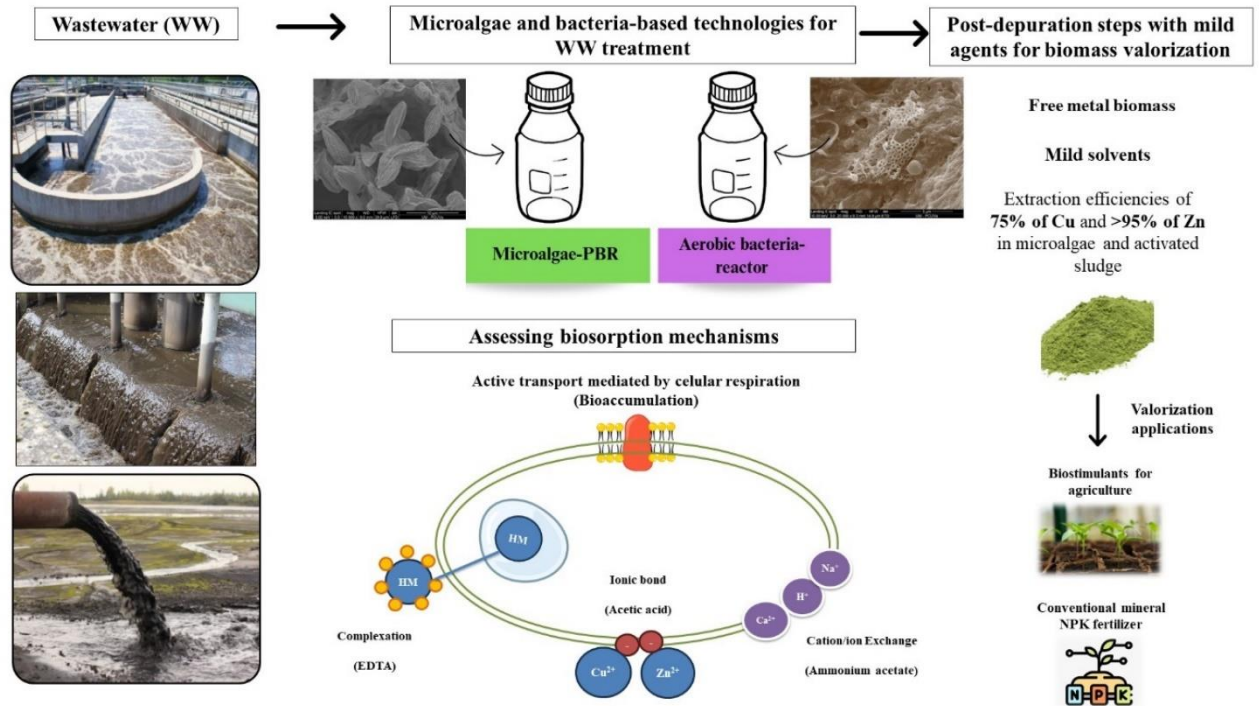 Wastewater (WW)
Microalgae and bacteria-based technologies for
WW treatment
Post-depuration steps with mild
agents for biomass valorization
Microalgae-PBR
Aerobic bacteria-
reactor
Free metal biomass
Mild solvents
Extraction efficiencies of
75% of Cu and >95% of Zn
in microalgae and activated
sludge
Valorization
applications
Biostimulants for
agriculture
Conventional mineral
NPK fertilizer
N P K
Assessing biosorption mechanisms
Active transport mediated by celular respiration
(Bioaccumulation)
HM
HM
Complexation
(EDTA)
Ionic bond
(Acetic acid)
- -
Cu²⁺ Zn²⁺
Na⁺
H⁺
Ca²⁺
Cation/ion Exchange
(Ammonium acetate)